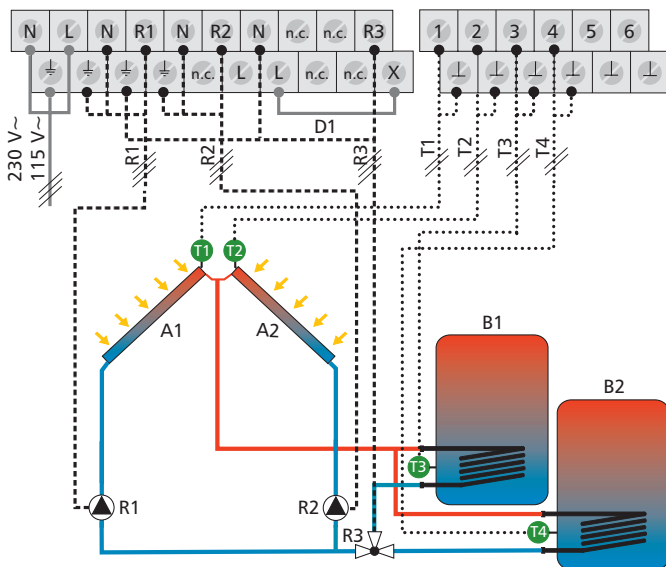 N L N R1 N R2 N n.c. n.c. R3 1 2 3 4 5 6
n.c. L L n.c. n.c. X
D1
230 V~
115 V~
R1
R2
R3
T1
T2
T3
T4
T1 T2
A1 A2
B1
B2
T3
R1 R2 R3 T4